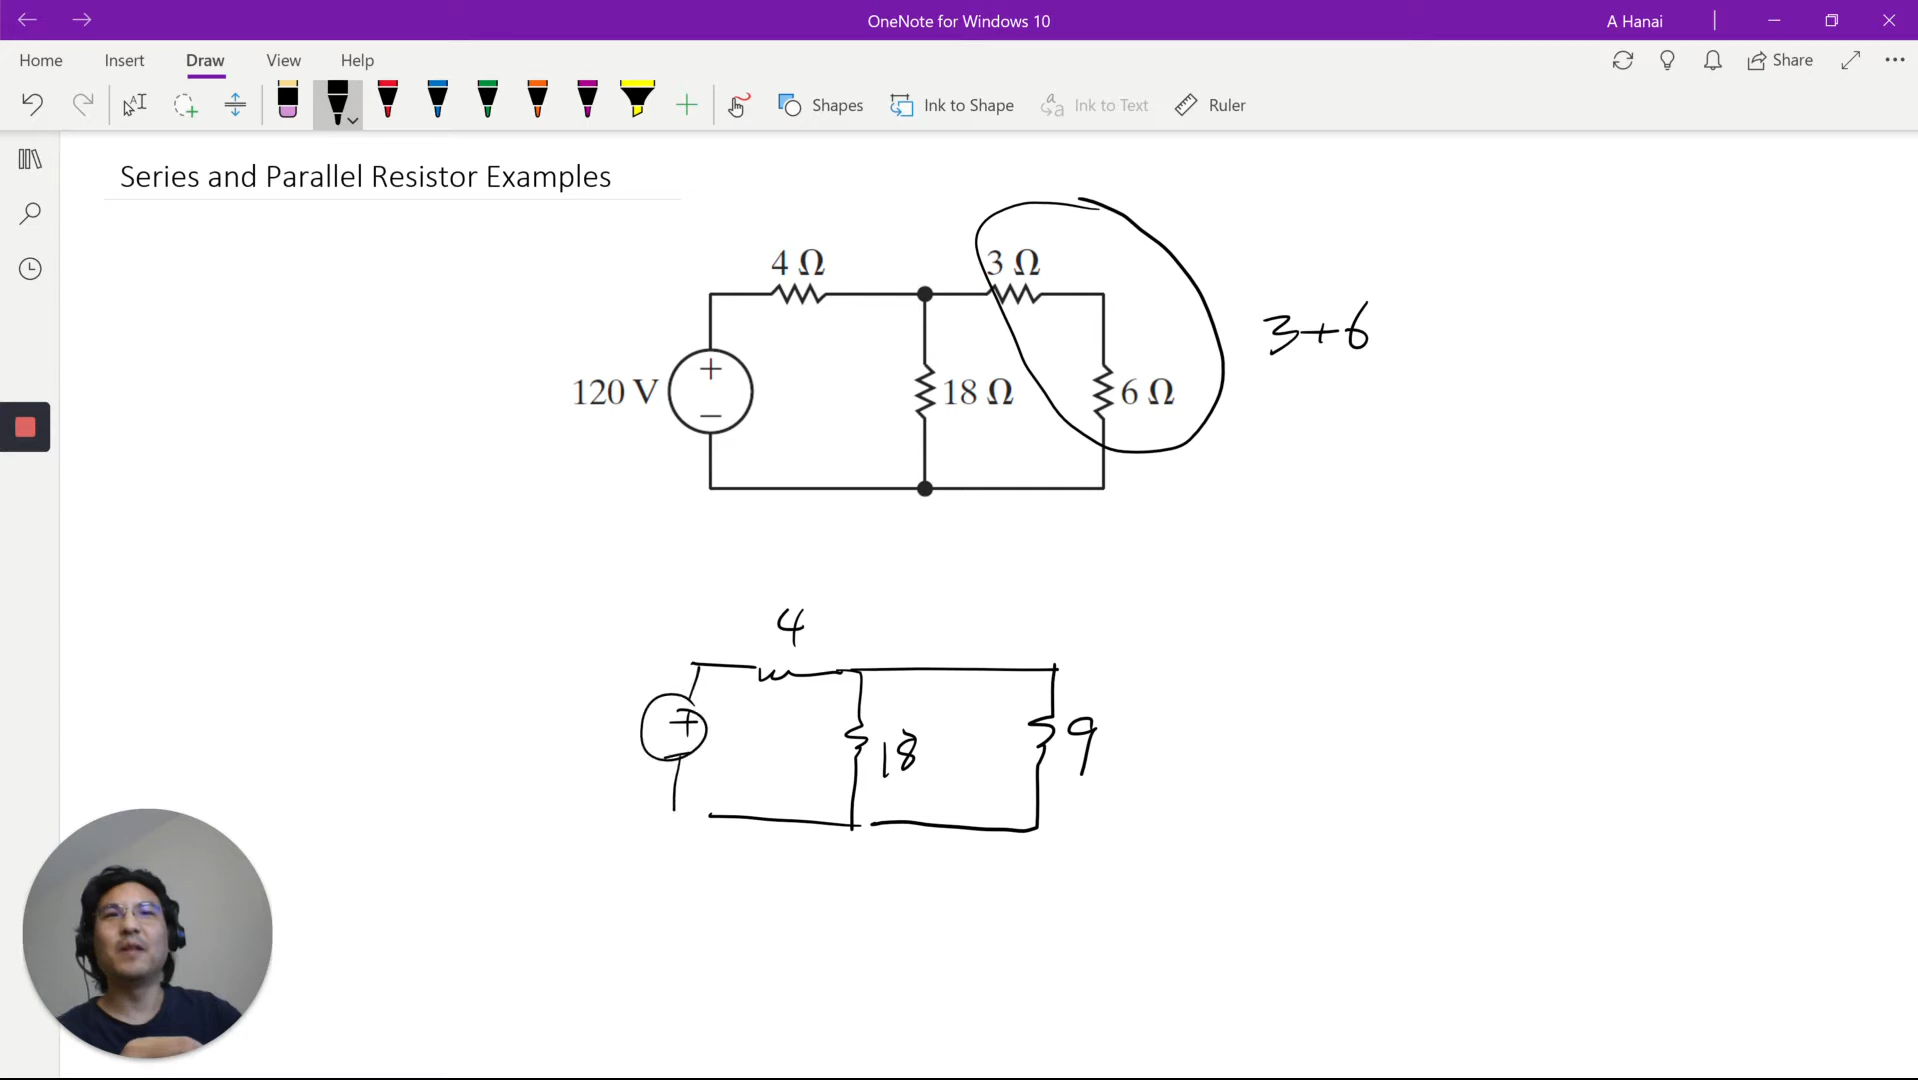 OneNote for Windows 10
A Hanai
Home Insert Draw View Help
Share
Shapes
Ink to Shape
Ink to Text
Ruler
Series and Parallel Resistor Examples
4 Ω
3 Ω
3+6
120 V
+
−
18 Ω
6 Ω
4
+
18
9